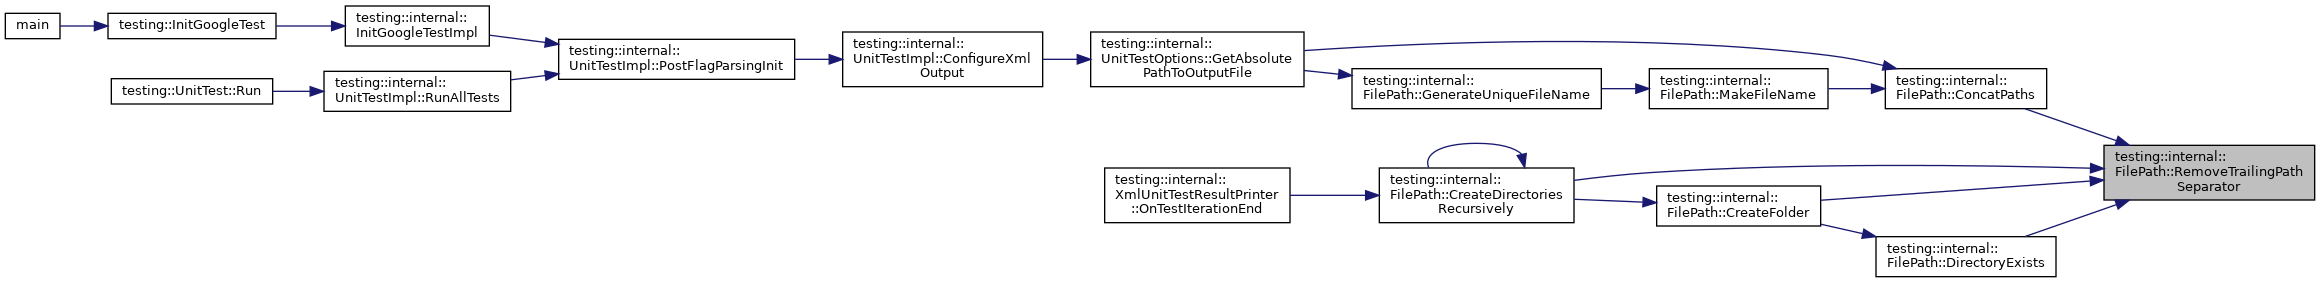 main
testing::InitGoogleTest
testing::internal::
InitGoogleTestImpl
testing::UnitTest::Run
testing::internal::
UnitTestImpl::RunAllTests
testing::internal::
UnitTestImpl::PostFlagParsingInit
testing::internal::
UnitTestImpl::ConfigureXml
Output
testing::internal::
UnitTestOptions::GetAbsolute
PathToOutputFile
testing::internal::
FilePath::GenerateUniqueFileName
testing::internal::
FilePath::MakeFileName
testing::internal::
FilePath::ConcatPaths
testing::internal::
FilePath::RemoveTrailingPath
Separator
testing::internal::
XmlUnitTestResultPrinter
::OnTestIterationEnd
testing::internal::
FilePath::CreateDirectories
Recursively
testing::internal::
FilePath::CreateFolder
testing::internal::
FilePath::DirectoryExists